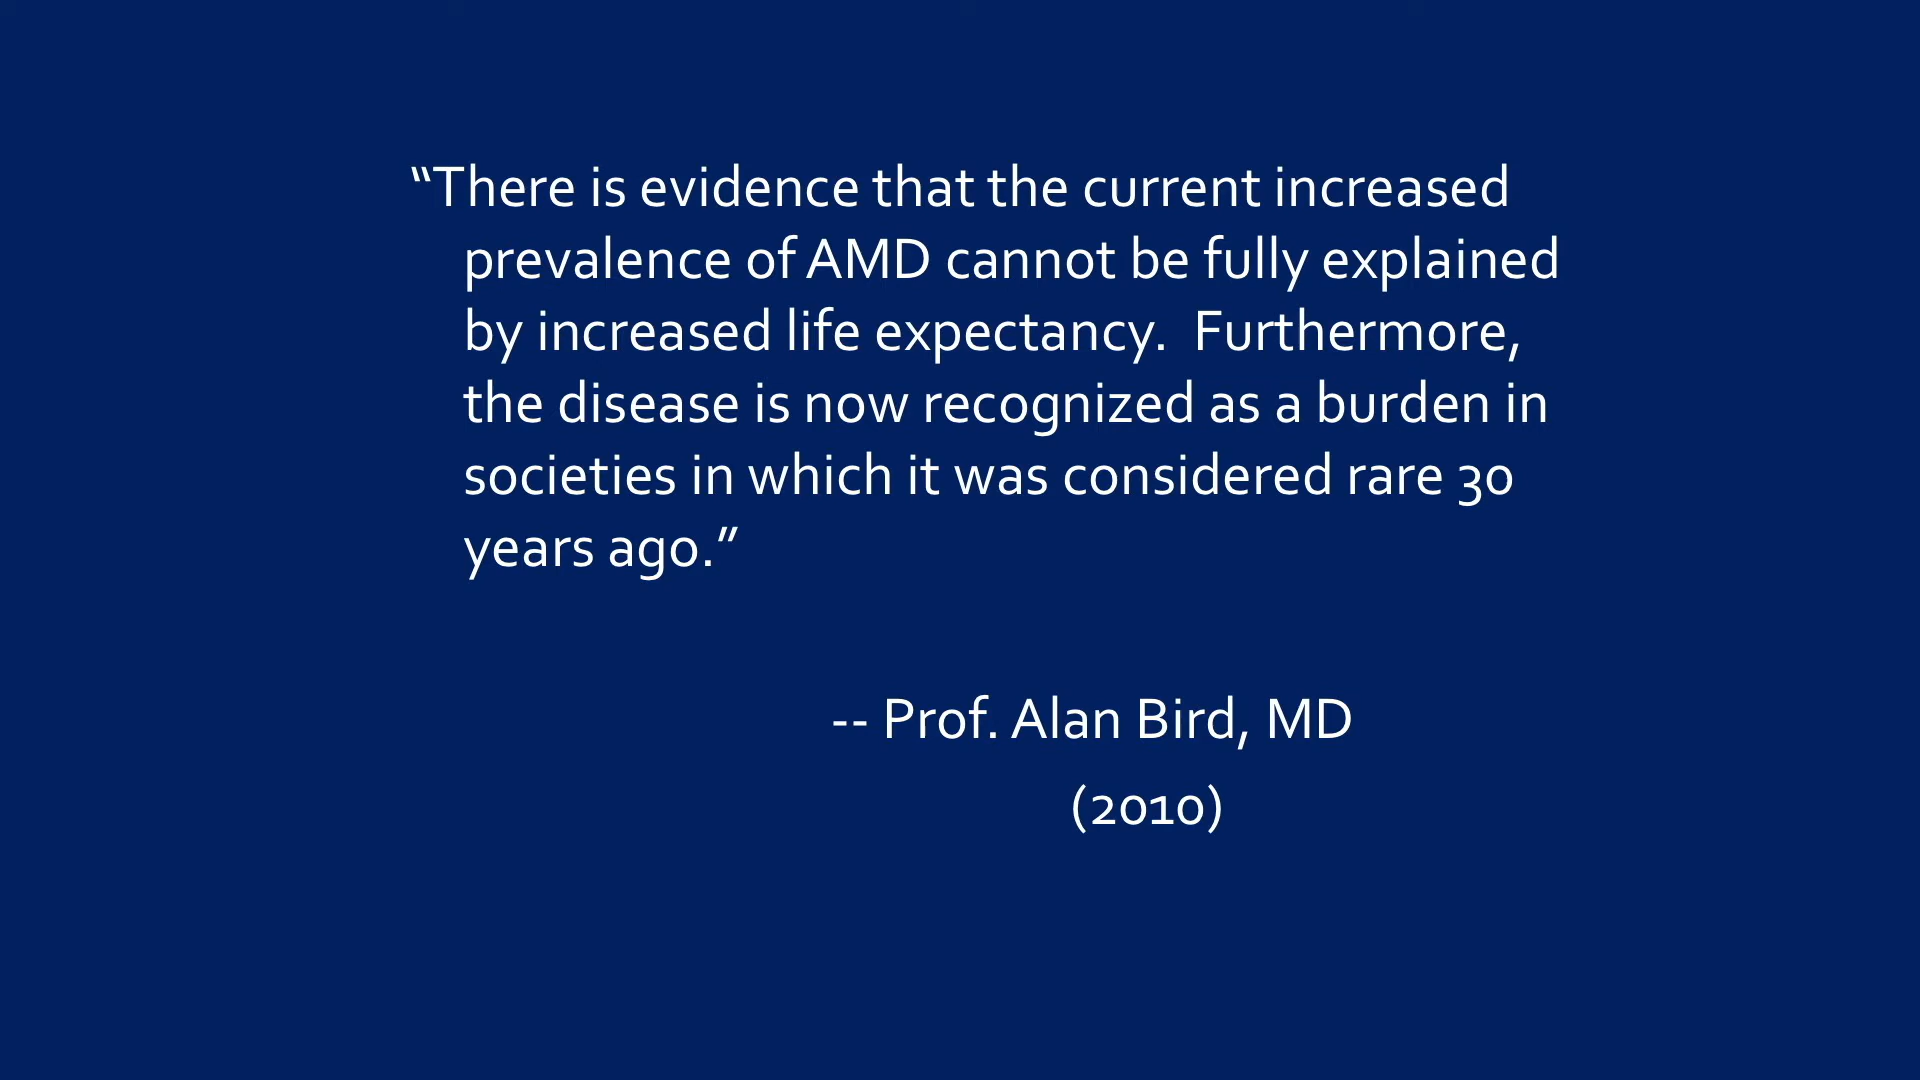 “There is evidence that the current increased
prevalence of AMD cannot be fully explained
by increased life expectancy.  Furthermore,
the disease is now recognized as a burden in
societies in which it was considered rare 30
years ago.”
-- Prof. Alan Bird, MD
(2010)